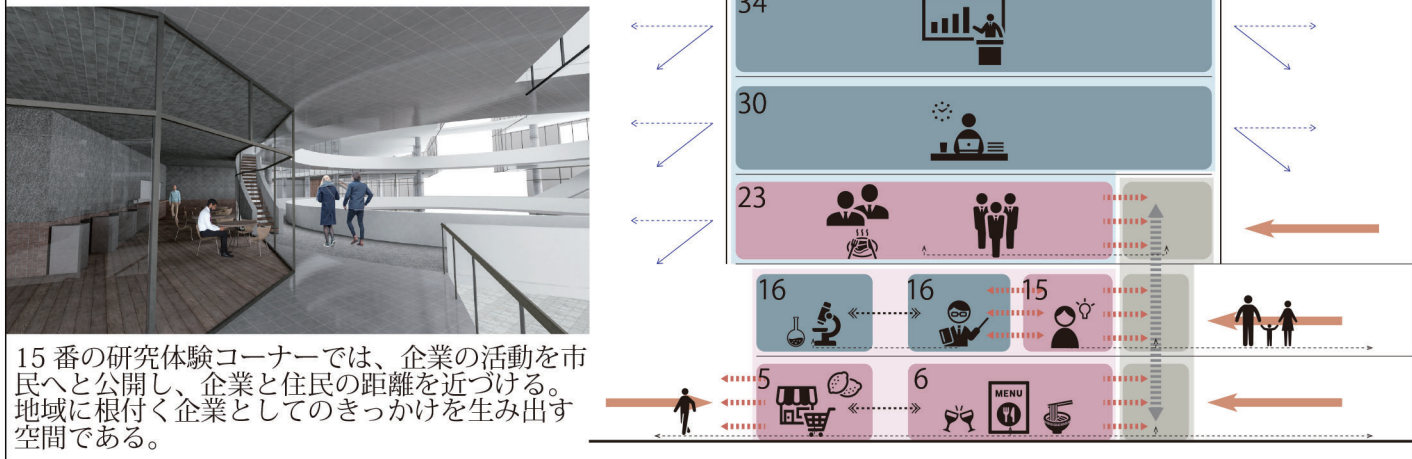 15 番の研究体験コーナーでは、企業の活動を市
民へと公開し、企業と住民の距離を近づける。
地域に根付く企業としてのきっかけを生み出す
空間である。
34
30
23
16
16
15
5
6
MENU